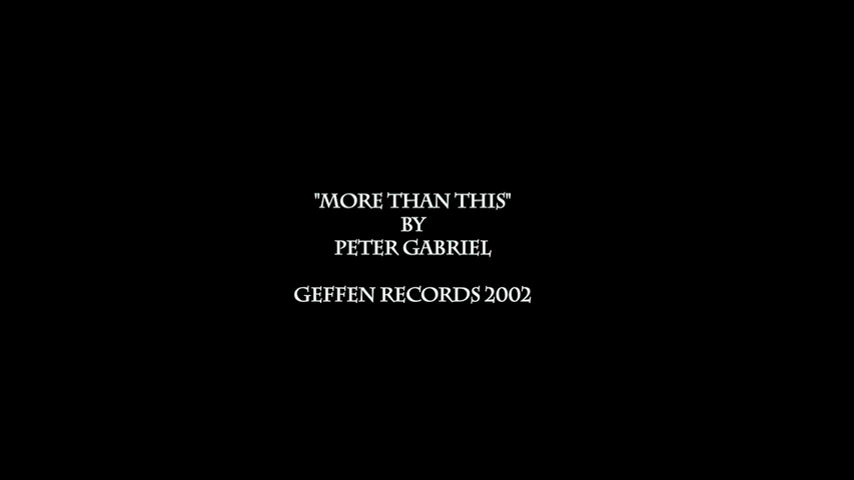 "MORE THAN THIS"
BY
PETER GABRIEL
GEFFEN RECORDS 2002